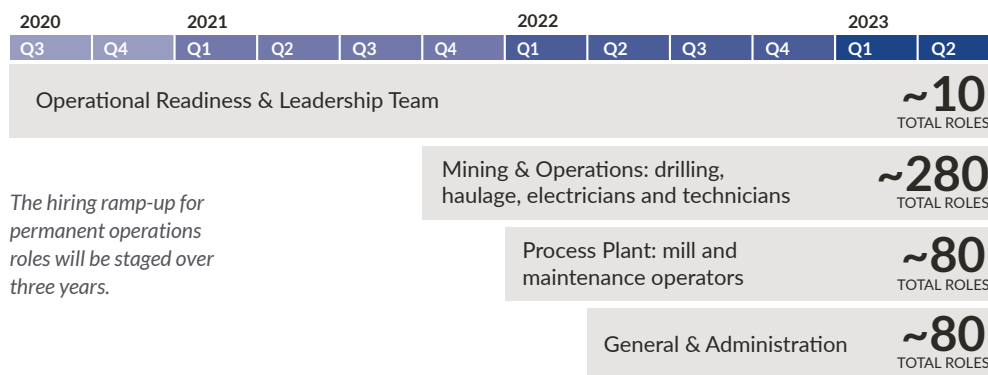 2020 2021 2022 2023
Q3 Q4 Q1 Q2 Q3 Q4 Q1 Q2 Q3 Q4 Q1 Q2
Operational Readiness & Leadership Team
~10
TOTAL ROLES
Mining & Operations: drilling,
haulage, electricians and technicians
~280
TOTAL ROLES
The hiring ramp-up for
permanent operations
roles will be staged over
three years.
Process Plant: mill and
maintenance operators
~80
TOTAL ROLES
General & Administration
~80
TOTAL ROLES